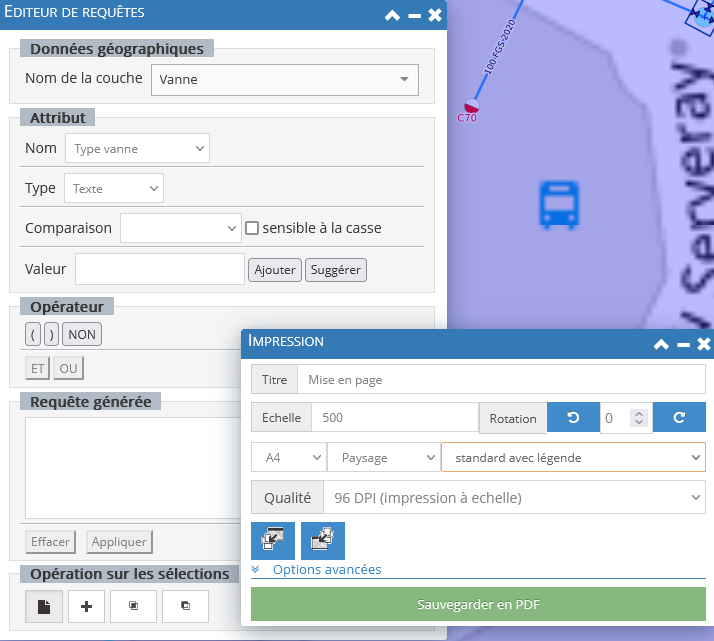 EDITEUR DE REQUÊTES
Données géographiques
Nom de la couche Vanne
Attribut
Nom Type vanne
Type Texte
Comparaison sensible à la casse
Valeur Ajouter Suggérer
Opérateur
( ) NON
ET OU
Requête générée
Effacer Appliquer
Opération sur les sélections
IMPRESSION
Titre Mise en page
Echelle 500 Rotation 0
A4 Paysage standard avec légende
Qualité 96 DPI (impression à echelle)
Options avancées
Sauvegarder en PDF
100-FGS-2020
C70
Serveray